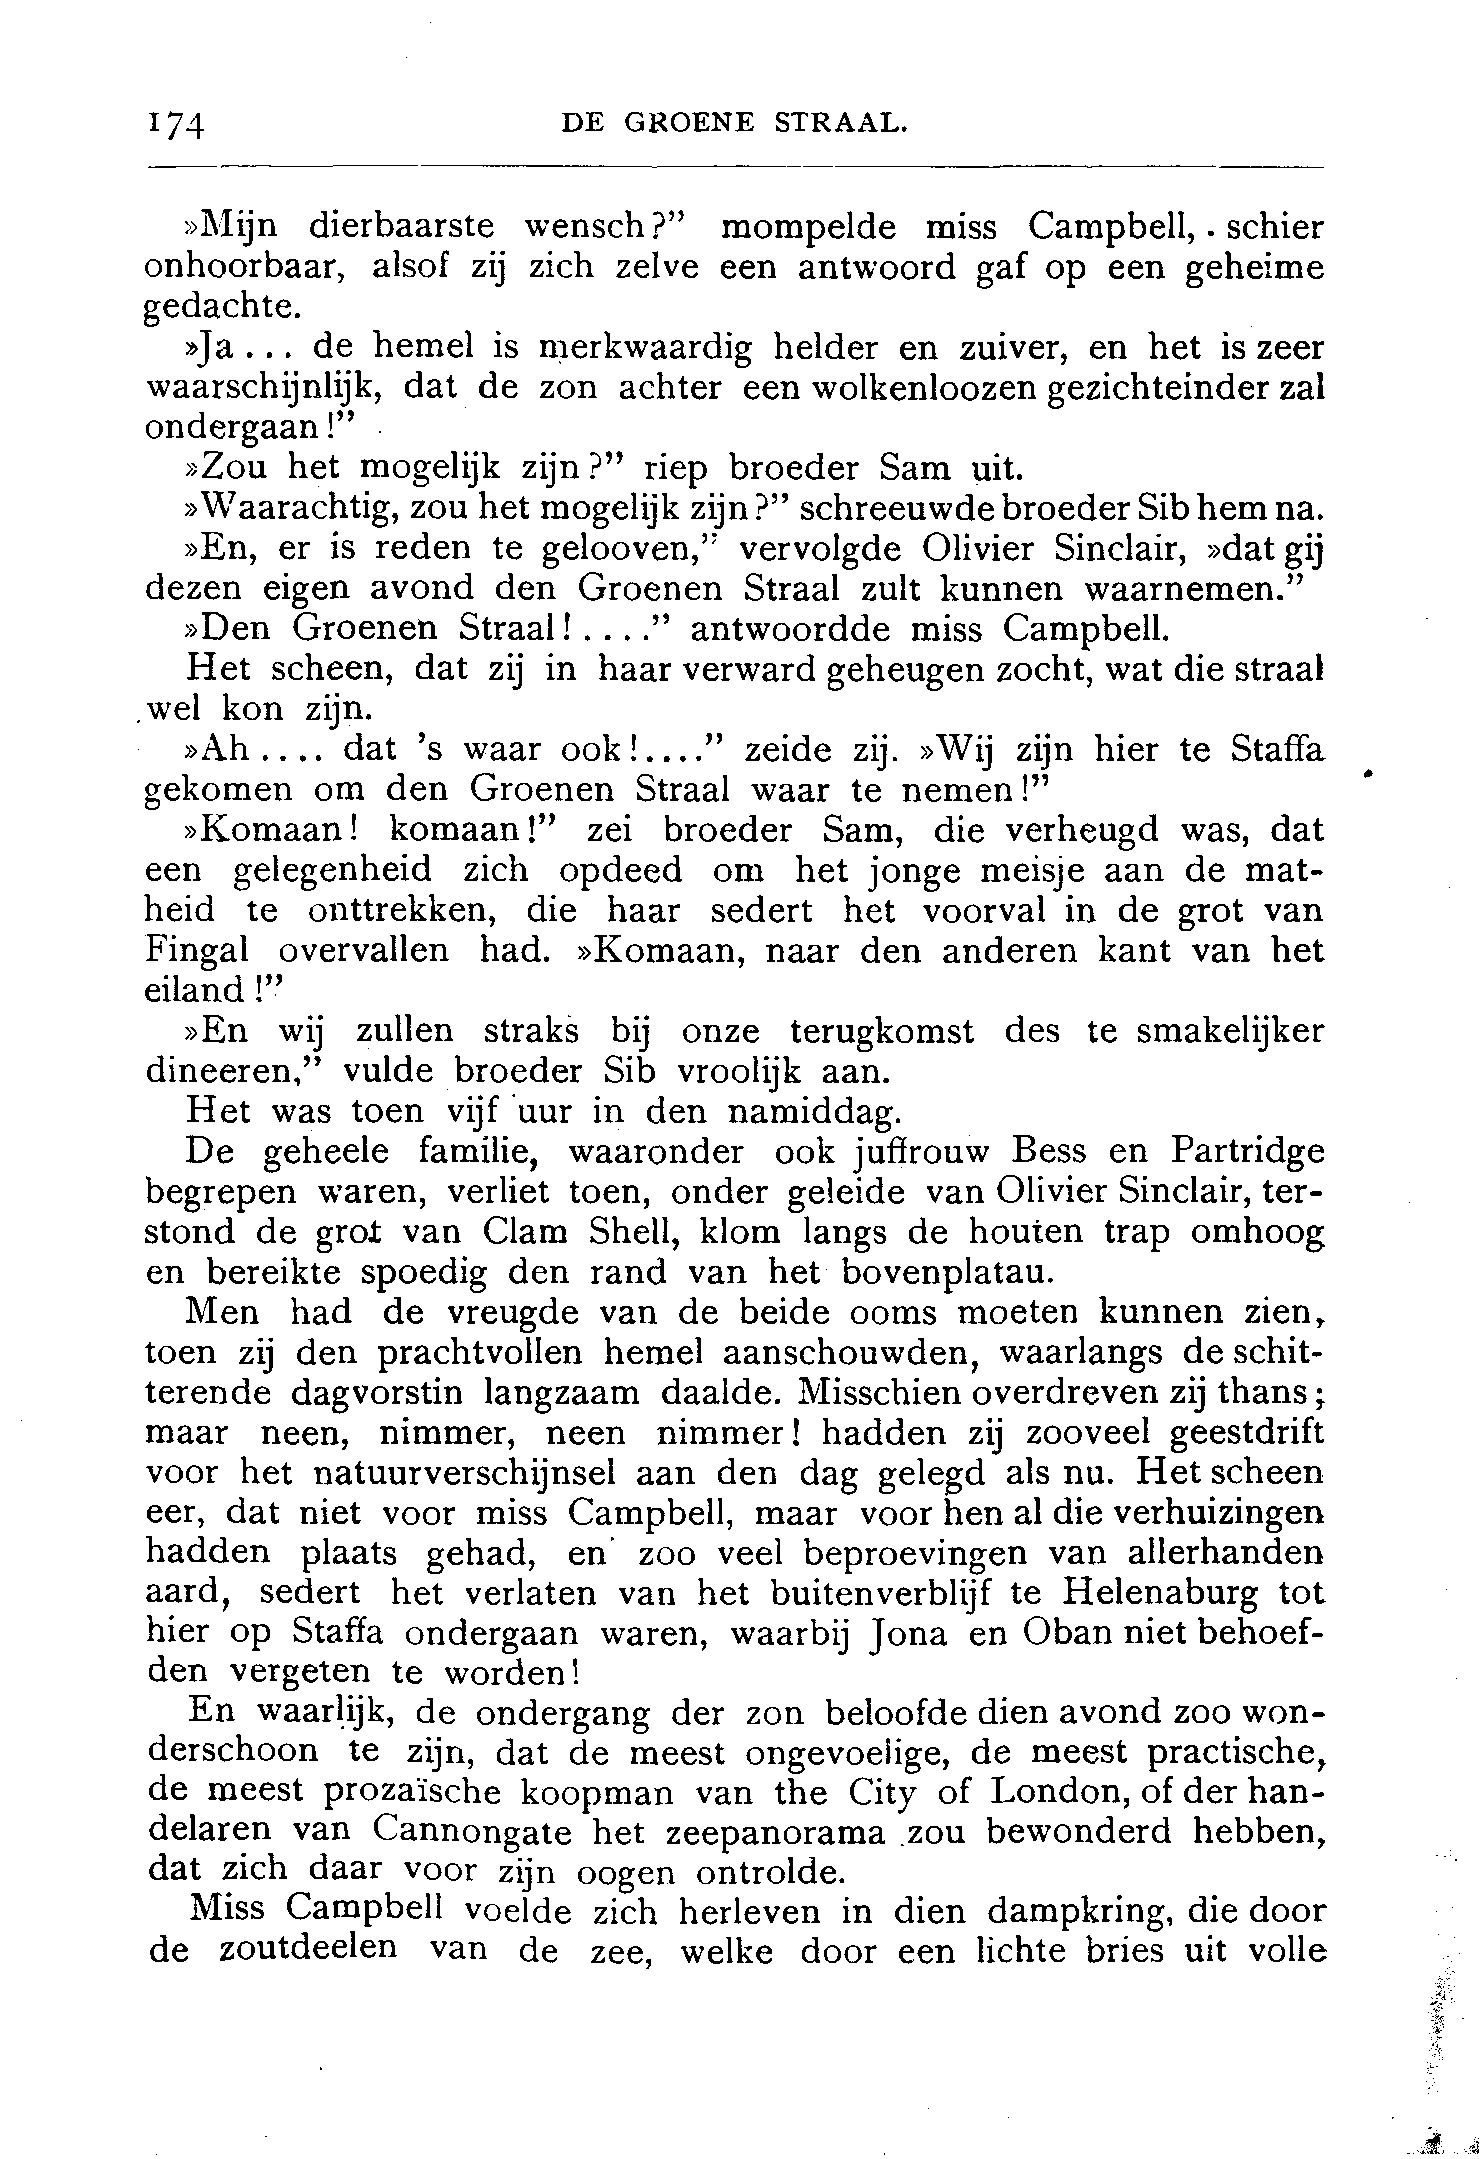 174 DE GROENE STRAAL.
»Mijn dierbaarste wensch?” mompelde miss Campbell, schier
onhoorbaar, alsof zij zich zelve een antwoord gaf op een geheime
gedachte.
»Ja... de hemel is merkwaardig helder en zuiver, en het is zeer
waarschijnlijk, dat de zon achter een wolkenloozen gezichteinder zal
ondergaan!”
»Zou het mogelijk zijn?” riep broeder Sam uit.
»Waarachtig, zou het mogelijk zijn?” schreeuwde broeder Sib hem na.
»En, er is reden te gelooven,” vervolgde Olivier Sinclair, »dat gij
dezen eigen avond den Groenen Straal zult kunnen waarnemen.”
»Den Groenen Straal!....” antwoordde miss Campbell.
Het scheen, dat zij in haar verward geheugen zocht, wat die straal
wel kon zijn.
»Ah.... dat 's waar ook!....” zeide zij. »Wij zijn hier te Staffa
gekomen om den Groenen Straal waar te nemen!”
»Komaan! komaan!” zei broeder Sam, die verheugd was, dat
een gelegenheid zich opdeed om het jonge meisje aan de mat-
heid te onttrekken, die haar sedert het voorval in de grot van
Fingal overvallen had. »Komaan, naar den anderen kant van het
eiland!”
»En wij zullen straks bij onze terugkomst des te smakelijker
dineeren,” vulde broeder Sib vroolijk aan.
Het was toen vijf uur in den namiddag.
De geheele familie, waaronder ook juffrouw Bess en Partridge
begrepen waren, verliet toen, onder geleide van Olivier Sinclair, ter-
stond de grot van Clam Shell, klom langs de houten trap omhoog
en bereikte spoedig den rand van het bovenplatau.
Men had de vreugde van de beide ooms moeten kunnen zien,
toen zij den prachtvollen hemel aanschouwden, waarlangs de schit-
terende dagvorstin langzaam daalde. Misschien overdreven zij thans;
maar neen, nimmer, neen nimmer! hadden zij zooveel geestdrift
voor het natuurverschijnsel aan den dag gelegd als nu. Het scheen
eer, dat niet voor miss Campbell, maar voor hen al die verhuizingen
hadden plaats gehad, en zoo veel beproevingen van allerhanden
aard, sedert het verlaten van het buitenverblijf te Helenaburg tot
hier op Staffa ondergaan waren, waarbij Jona en Oban niet behoef-
den vergeten te worden!
En waarlijk, de ondergang der zon beloofde dien avond zoo won-
derschoon te zijn, dat de meest ongevoelige, de meest practische,
de meest prozaïsche koopman van the City of London, of der han-
delaren van Cannongate het zeepanorama zou bewonderd hebben,
dat zich daar voor zijn oogen ontrolde.
Miss Campbell voelde zich herleven in dien dampkring, die door
de zoutdeelen van de zee, welke door een lichte bries uit volle